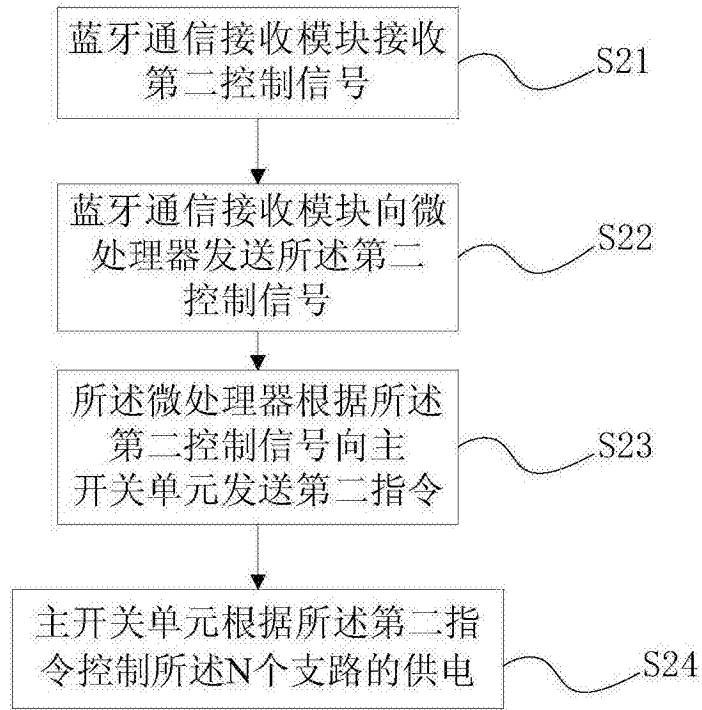 蓝牙通信接收模块接收
第二控制信号
S21
蓝牙通信接收模块向微
处理器发送所述第二
控制信号
S22
所述微处理器根据所述
第二控制信号向主
开关单元发送第二指令
S23
主开关单元根据所述第二指
令控制所述N个支路的供电
S24